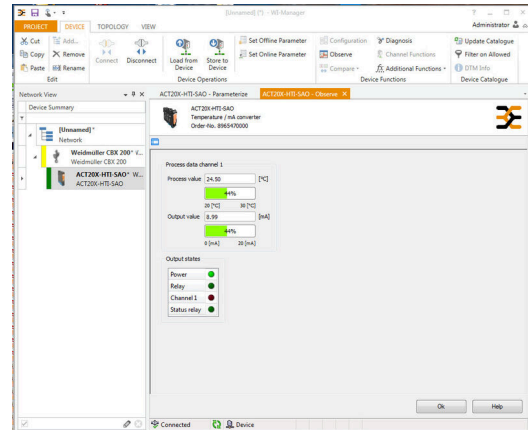 [Unnamed] (*) - WI-Manager
PROJECT DEVICE TOPOLOGY VIEW Administrator
Cut Add... Set Offline Parameter Configuration Diagnosis Update Catalogue
Copy Remove Connect Disconnect Load from Device Store to Device Set Online Parameter Observe Channel Functions Filter on Allowed
Paste Rename Compare Additional Functions DTM Info
Edit Device Operations Device Functions Device Catalogue
Network View ACT20X-HTI-SAO - Parameterize ACT20X-HTI-SAO - Observe
Device Summary
ACT20X-HTI-SAO
Temperature / mA converter
Order-No. 8965470000
[Unnamed] *
Network
Weidmüller CBX 200*
Weidmüller CBX 200
ACT20X-HTI-SAO* W...
ACT20X-HTI-SAO
Process data channel 1
Process value 24.50 [°C]
44%
20 [°C] 30 [°C]
Output value 8.99 [mA]
44%
0 [mA] 20 [mA]
Output states
Power
Relay
Channel 1
Status relay
Ok Help
Connected Device